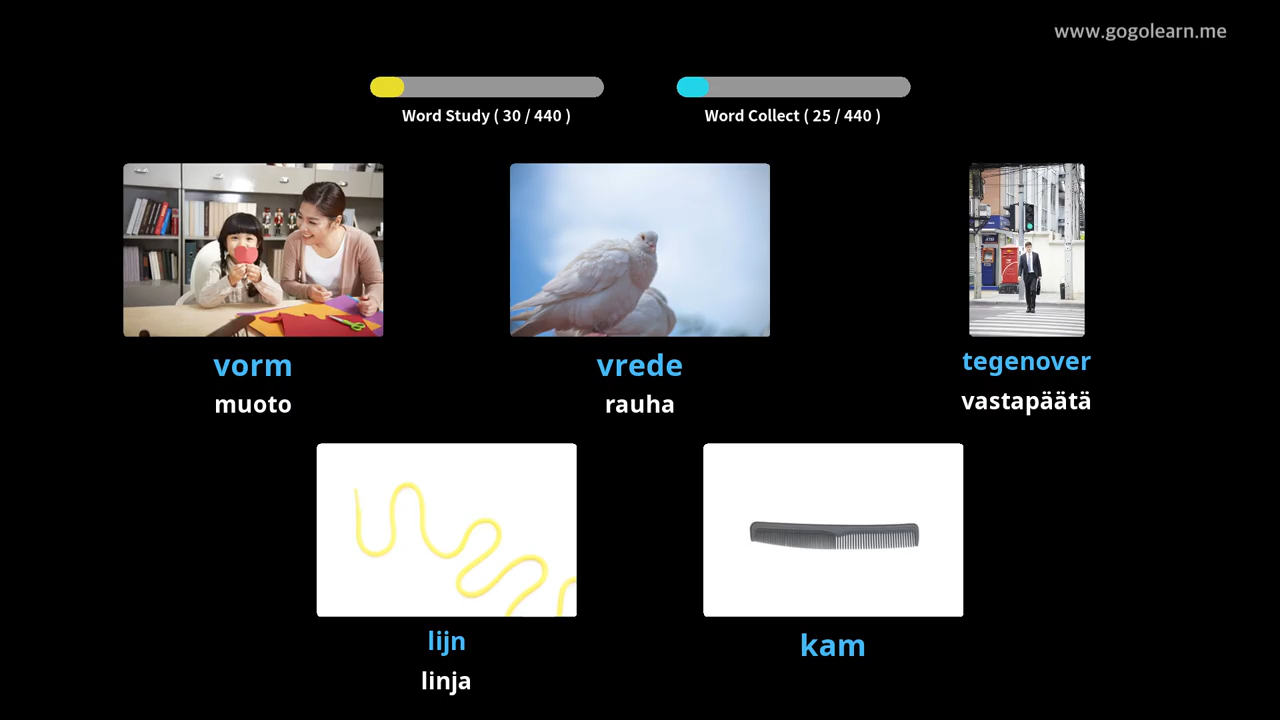 www.gogolearn.me
Word Study ( 30 / 440 )
Word Collect ( 25 / 440 )
vorm
muoto
vrede
rauha
tegenover
vastapäätä
lijn
linja
kam